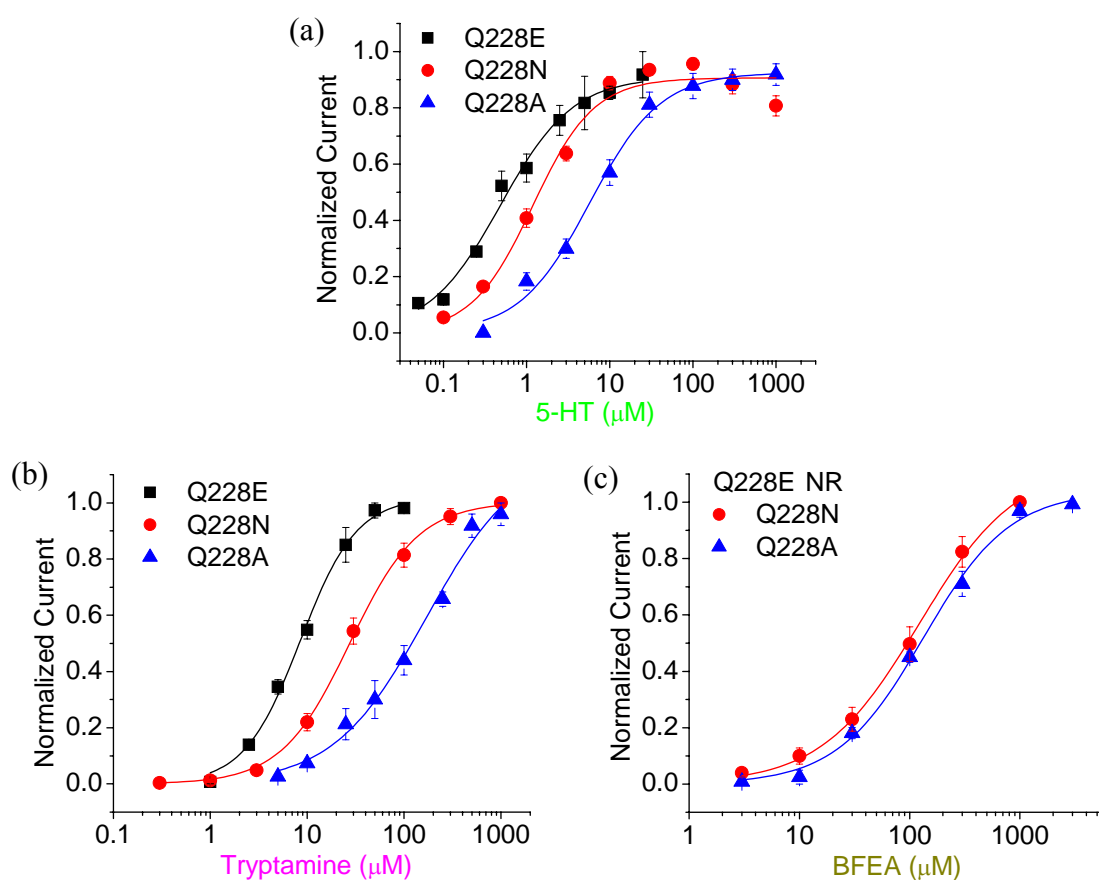 (a)
Q228E
Q228N
Q228A
Normalized Current
1.0
0.8
0.6
0.4
0.2
0.0
0.1 1 10 100 1000
5-HT (μM)
(b)
Q228E
Q228N
Q228A
Normalized Current
1.0
0.8
0.6
0.4
0.2
0.0
0.1 1 10 100 1000
Tryptamine (μM)
(c)
Q228E NR
Q228N
Q228A
Normalized Current
1.0
0.8
0.6
0.4
0.2
0.0
1 10 100 1000
BFEA (μM)